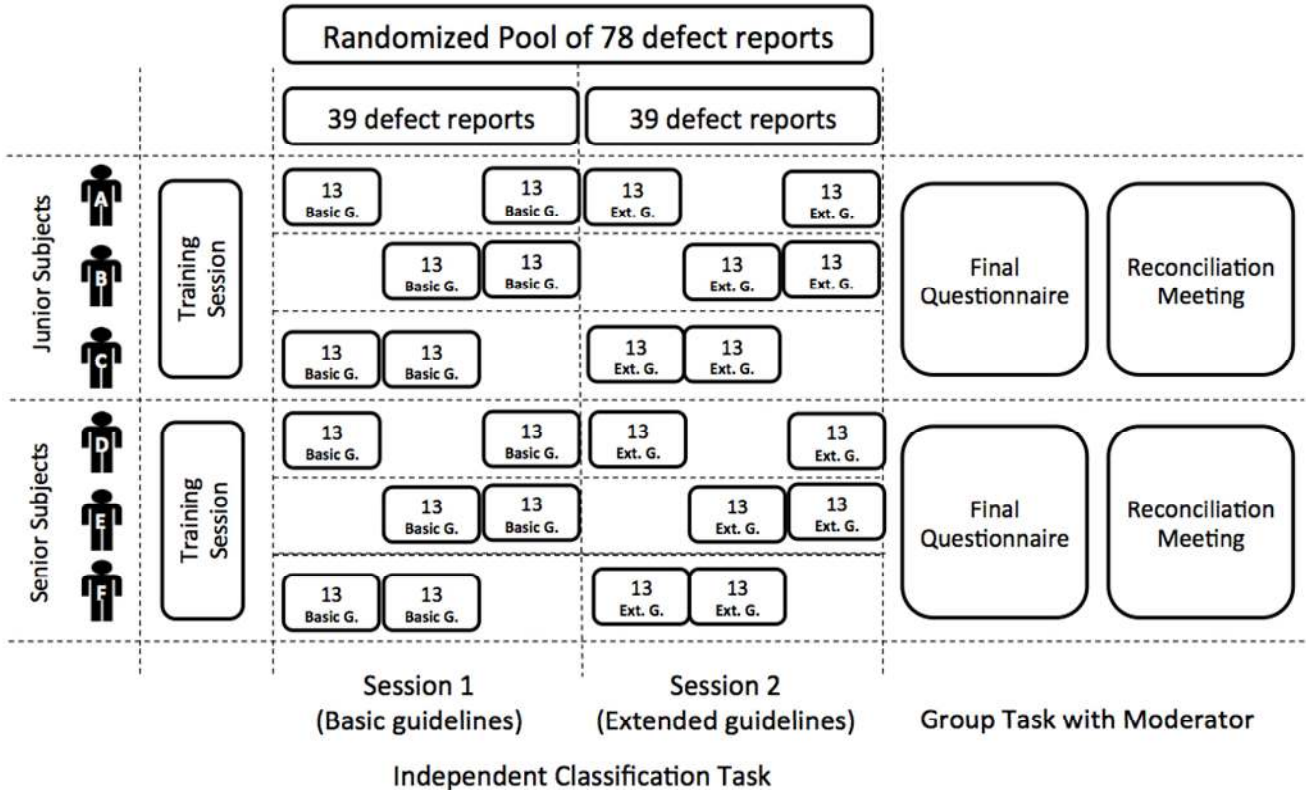 Randomized Pool of 78 defect reports
39 defect reports
39 defect reports
Junior Subjects
A
B
C
Training
Session
13
Basic G.
13
Basic G.
13
Ext. G.
13
Ext. G.
13
Basic G.
13
Basic G.
13
Ext. G.
13
Ext. G.
13
Basic G.
13
Basic G.
13
Ext. G.
13
Ext. G.
Final
Questionnaire
Reconciliation
Meeting
Senior Subjects
D
E
F
Training
Session
13
Basic G.
13
Basic G.
13
Ext. G.
13
Ext. G.
13
Basic G.
13
Basic G.
13
Ext. G.
13
Ext. G.
13
Basic G.
13
Basic G.
13
Ext. G.
13
Ext. G.
Final
Questionnaire
Reconciliation
Meeting
Session 1
(Basic guidelines)
Session 2
(Extended guidelines)
Group Task with Moderator
Independent Classification Task